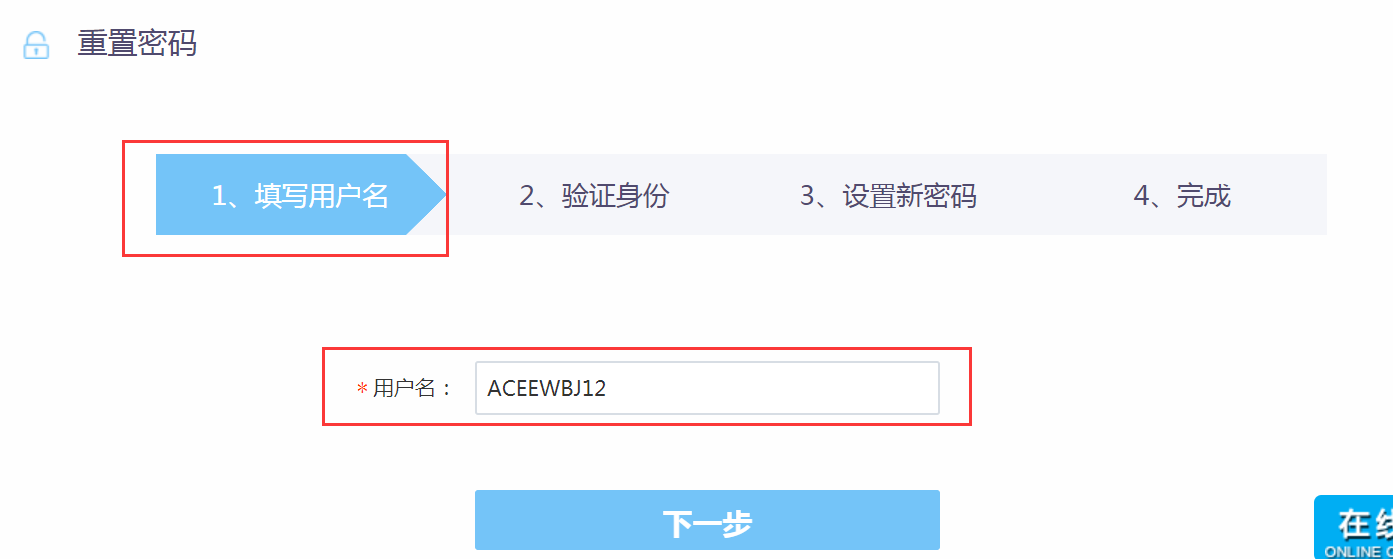 重置密码
1、填写用户名
2、验证身份
3、设置新密码
4、完成
*用户名：
ACEEWBJ12
下一步
在线
ONLINE